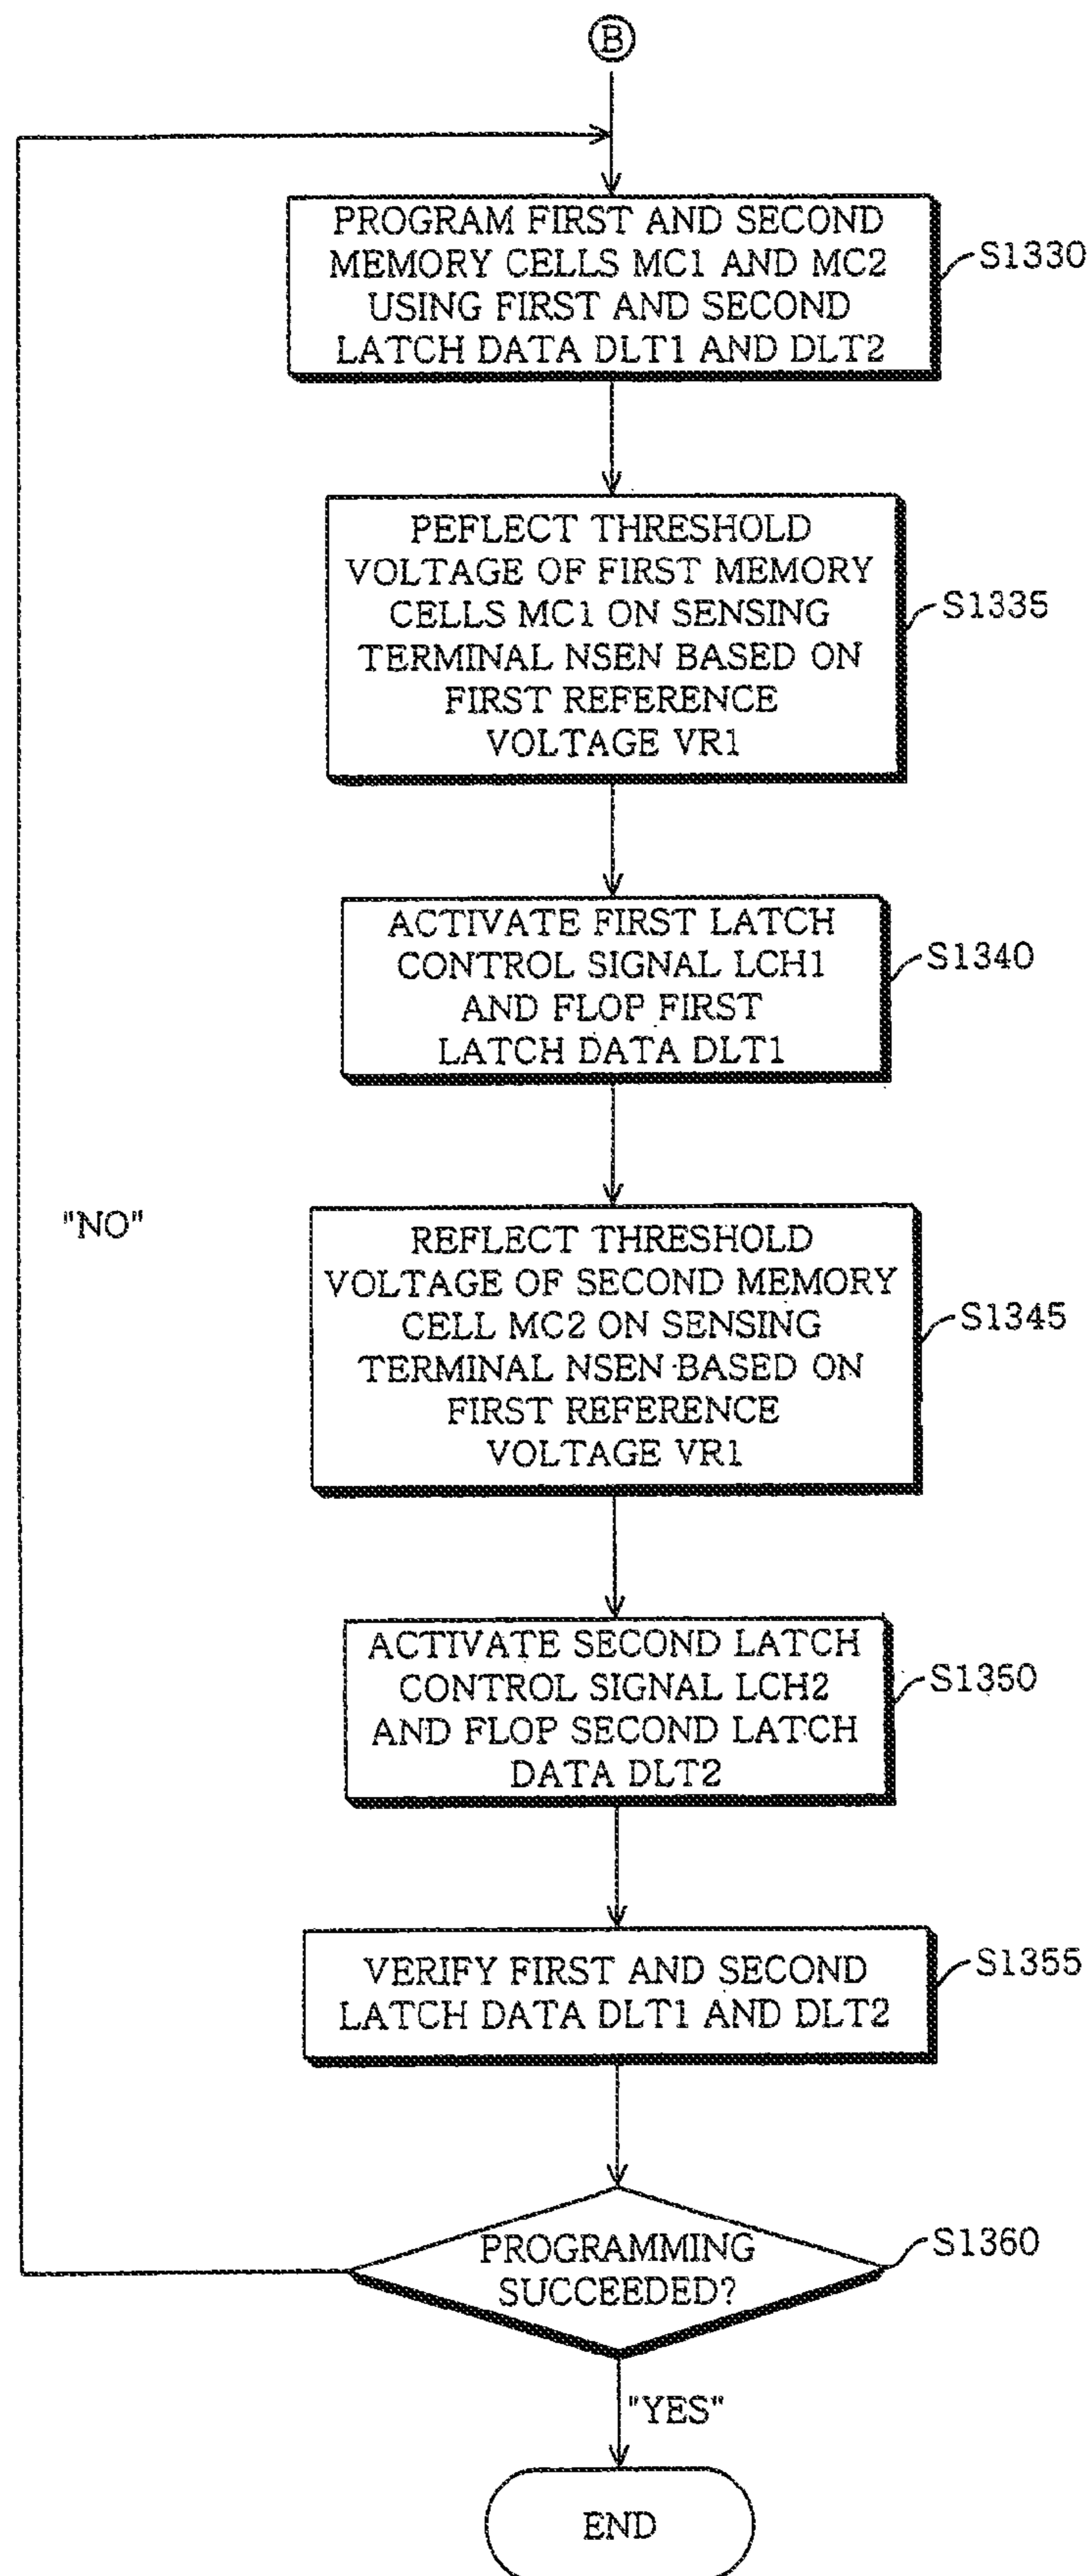 B
PROGRAM FIRST AND SECOND
MEMORY CELLS MC1 AND MC2
USING FIRST AND SECOND
LATCH DATA DLT1 AND DLT2
S1330
PEFLECT THRESHOLD
VOLTAGE OF FIRST MEMORY
CELLS MC1 ON SENSING
TERMINAL NSEN BASED ON
FIRST REFERENCE
VOLTAGE VR1
S1335
ACTIVATE FIRST LATCH
CONTROL SIGNAL LCH1
AND FLOP FIRST
LATCH DATA DLT1
S1340
"NO"
REFLECT THRESHOLD
VOLTAGE OF SECOND MEMORY
CELL MC2 ON SENSING
TERMINAL NSEN BASED ON
FIRST REFERENCE
VOLTAGE VR1
S1345
ACTIVATE SECOND LATCH
CONTROL SIGNAL LCH2
AND FLOP SECOND LATCH
DATA DLT2
S1350
VERIFY FIRST AND SECOND
LATCH DATA DLT1 AND DLT2
S1355
PROGRAMMING
SUCCEEDED?
S1360
"YES"
END